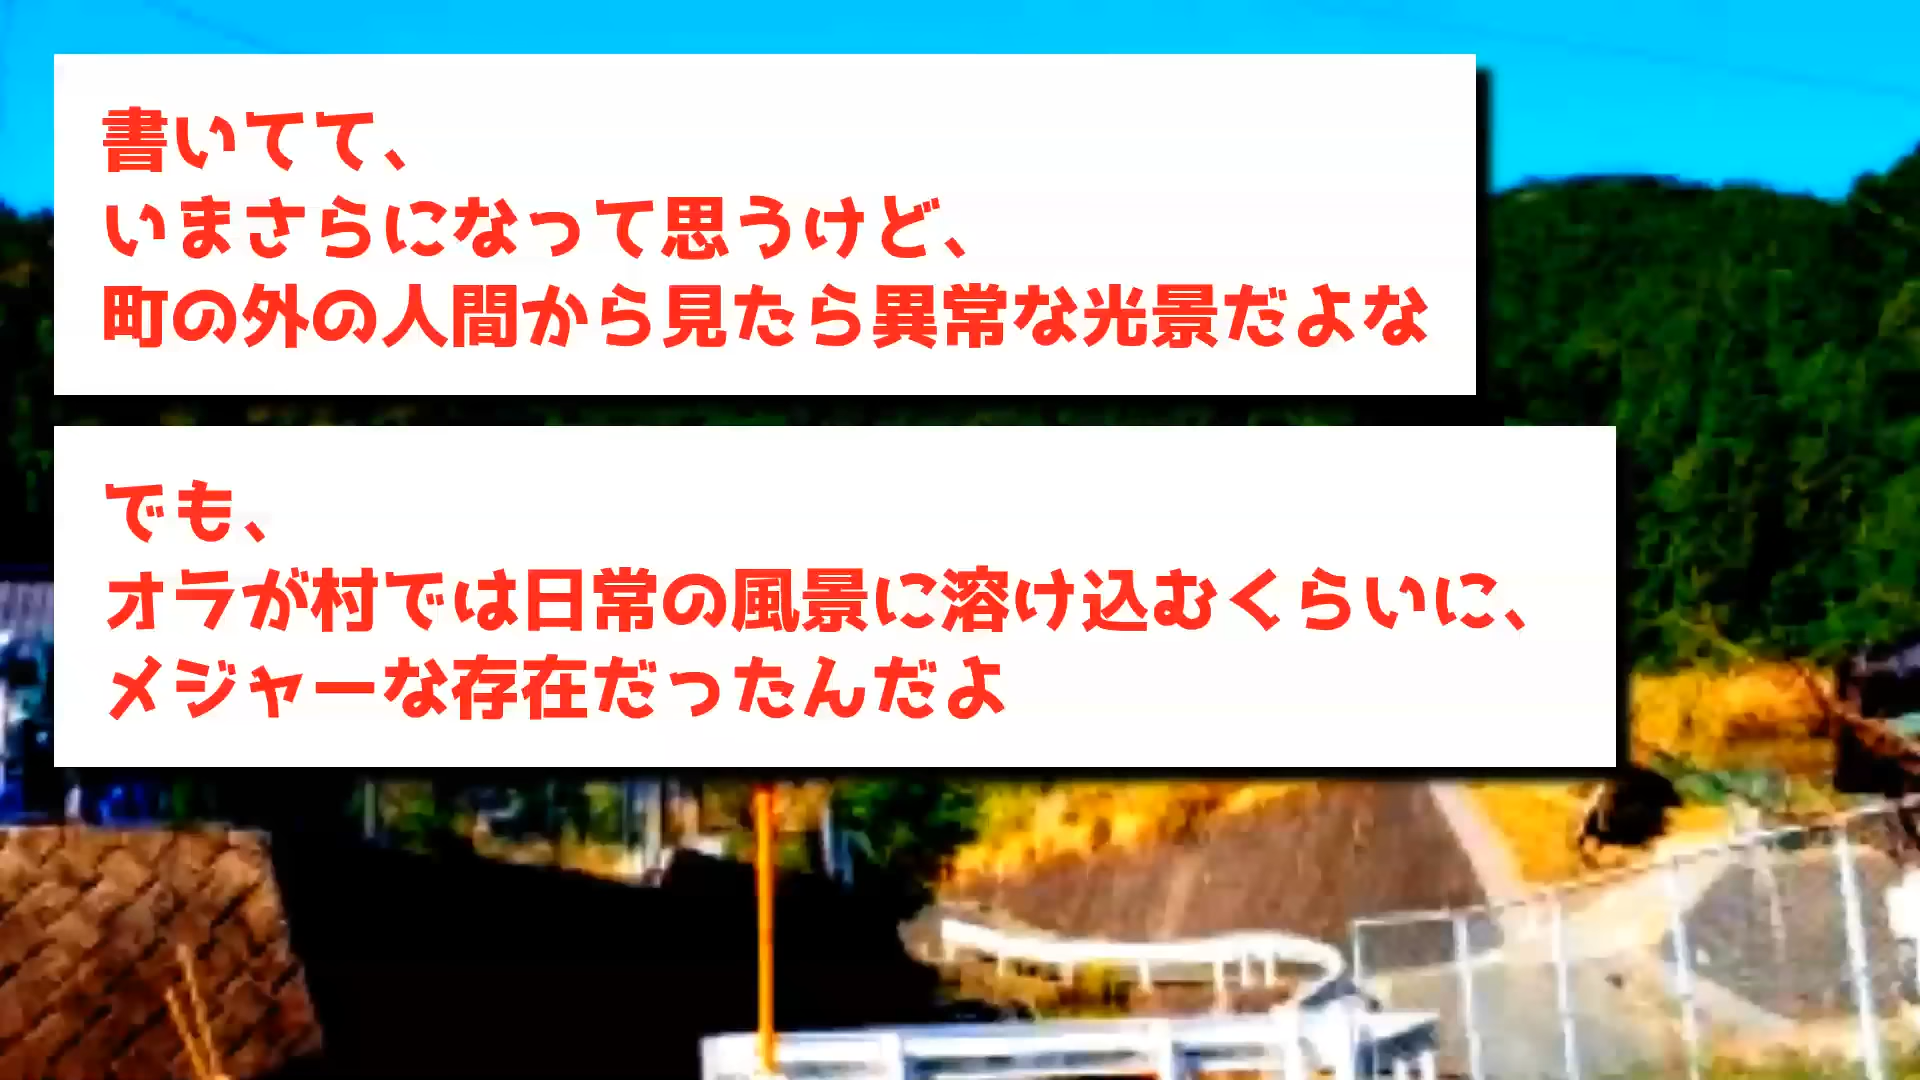 書いてて、
いまさらになって思うけど、
町の外の人間から見たら異常な光景だよな
でも、
オラが村では日常の風景に溶け込むくらいに、
メジャーな存在だったんだよ